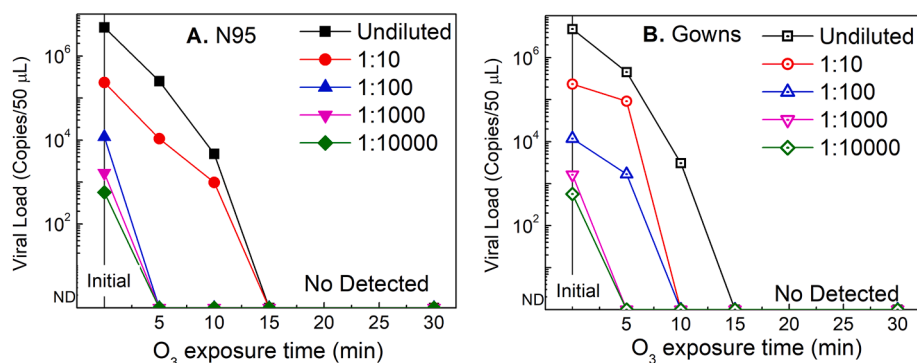 A. N95
Undiluted
1:10
1:100
1:1000
1:10000
10^6
10^4
10^2
ND
Viral Load (Copies/50 μL)
Initial
No Detected
5 10 15 20 25 30
O₃ exposure time (min)
B. Gowns
Undiluted
1:10
1:100
1:1000
1:10000
10^6
10^4
10^2
ND
Viral Load (Copies/50 μL)
Initial
No Detected
5 10 15 20 25 30
O₃ exposure time (min)